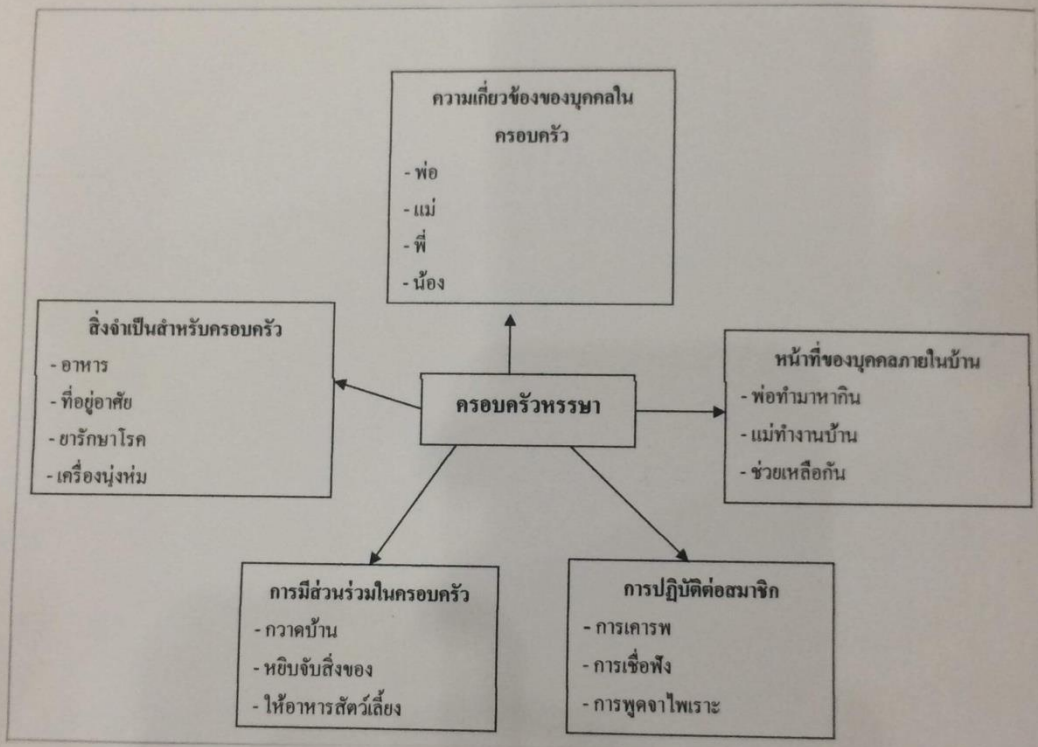 ความเกี่ยวข้องของบุคคลใน
ครอบครัว
- พ่อ
- แม่
- พี่
- น้อง
สิ่งจำเป็นสำหรับครอบครัว
- อาหาร
- ที่อยู่อาศัย
- ยารักษาโรค
- เครื่องนุ่งห่ม
ครอบครัวหรรษา
หน้าที่ของบุคคลภายในบ้าน
- พ่อทำมาหากิน
- แม่ทำงานบ้าน
- ช่วยเหลือกัน
การมีส่วนร่วมในครอบครัว
- กวาดบ้าน
- หยิบจับสิ่งของ
- ให้อาหารสัตว์เลี้ยง
การปฏิบัติต่อสมาชิก
- การเคารพ
- การเชื่อฟัง
- การพูดจาไพเราะ